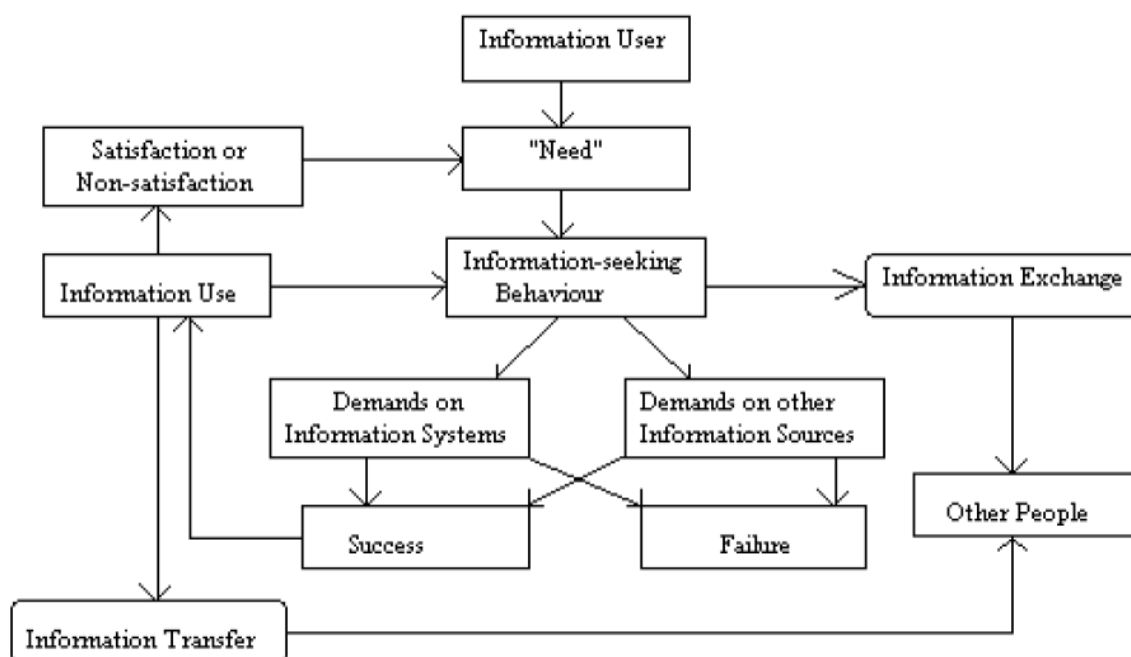 Information User
Satisfaction or
Non-satisfaction
"Need"
Information Use
Information-seeking
Behaviour
Information Exchange
Demands on
Information Systems
Demands on other
Information Sources
Success
Failure
Other People
Information Transfer